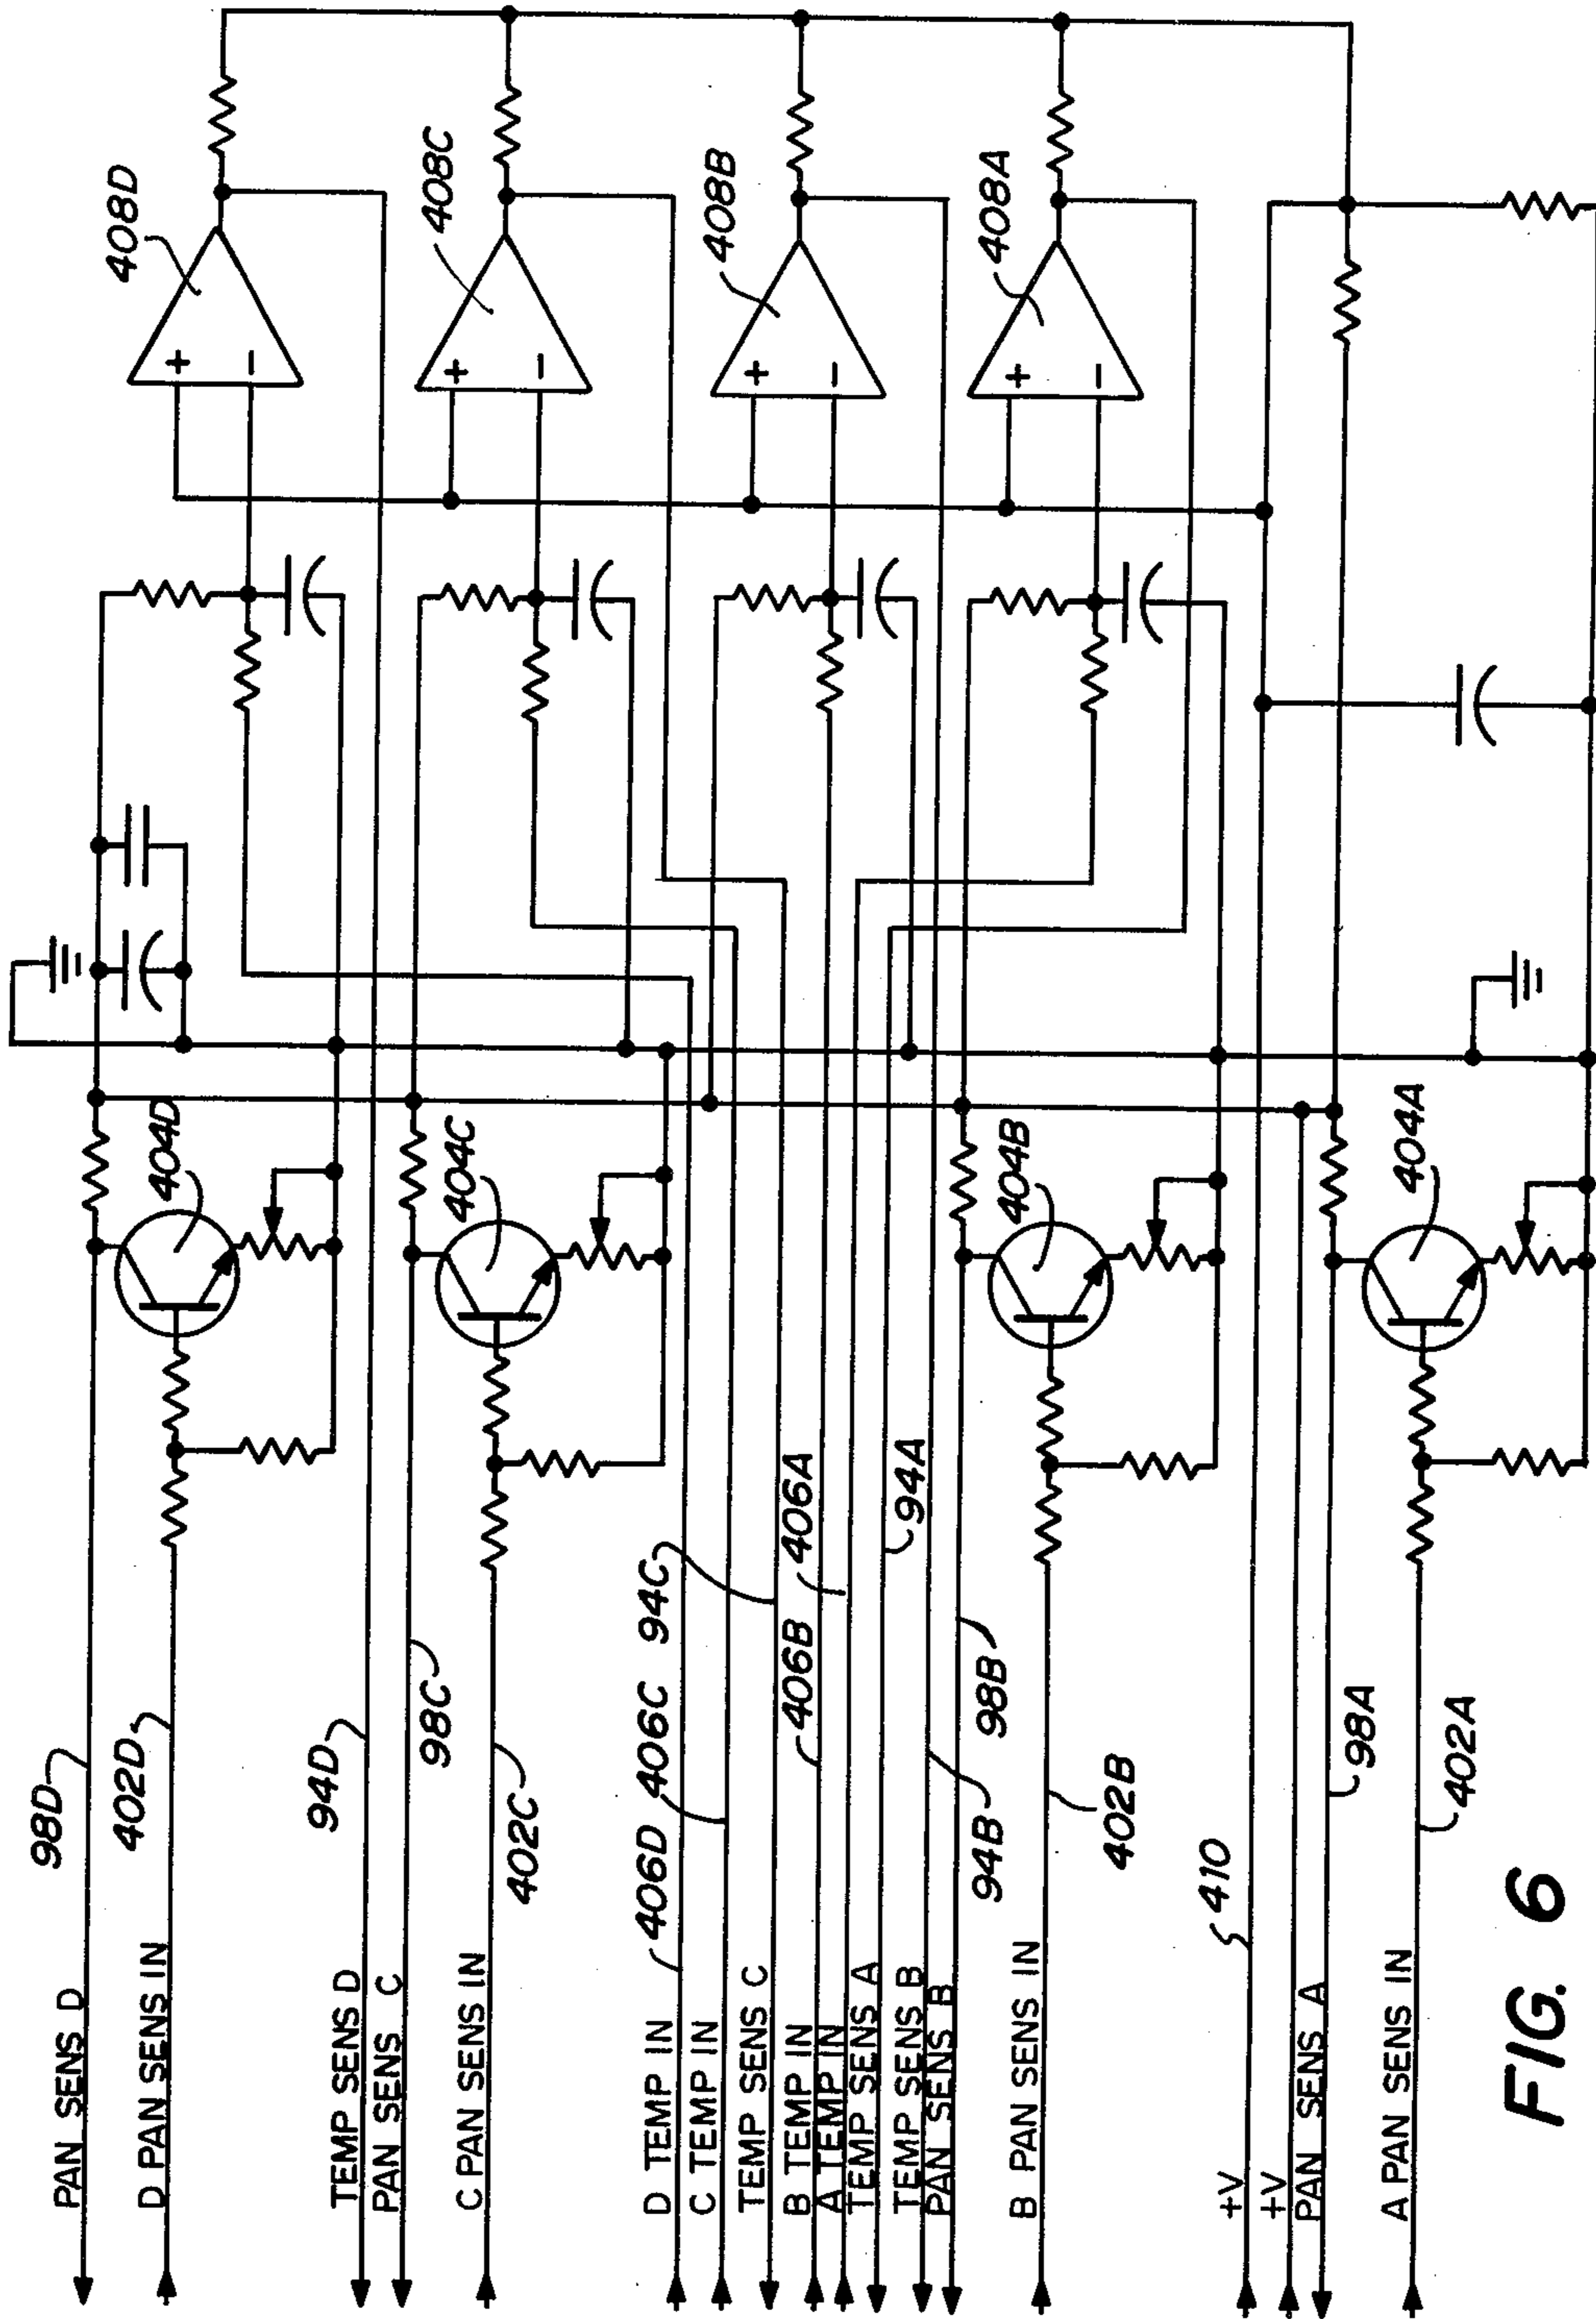 PAN SENS D
98D
D PAN SENS IN
402D
404D
408D
TEMP SENS D
94D
PAN SENS C
98C
C PAN SENS IN
402C
404C
408C
D TEMP IN
406D
C TEMP IN
406C
TEMP SENS C
94C
B TEMP IN
406B
A TEMP IN
406A
TEMP SENS A
94A
TEMP SENS B
94B
PAN SENS B
98B
B PAN SENS IN
402B
404B
408B
+V
410
+V
PAN SENS A
98A
A PAN SENS IN
402A
404A
408A
+
-
+
-
+
-
+
-
FIG. 6